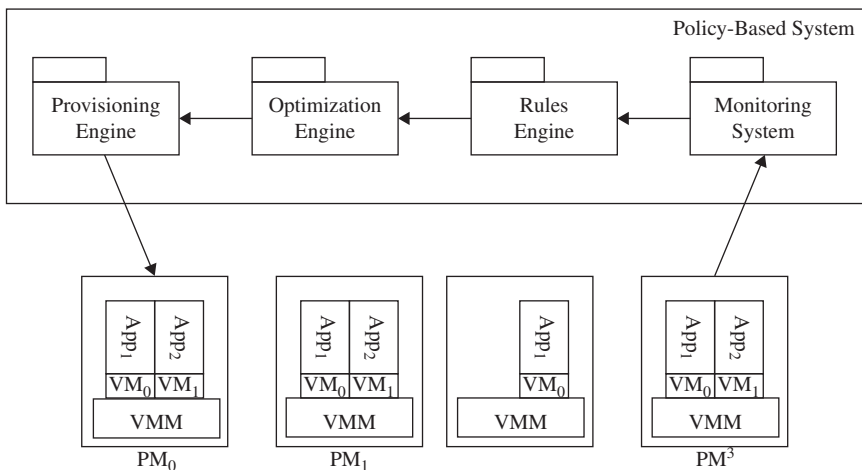 Policy-Based System
Provisioning
Engine
Optimization
Engine
Rules
Engine
Monitoring
System
App₁
App₂
VM₀
VM₁
VMM
PM₀
App₁
App₂
VM₀
VM₁
VMM
PM₁
App₁
VM₀
VMM
App₁
App₂
VM₀
VM₁
VMM
PM³